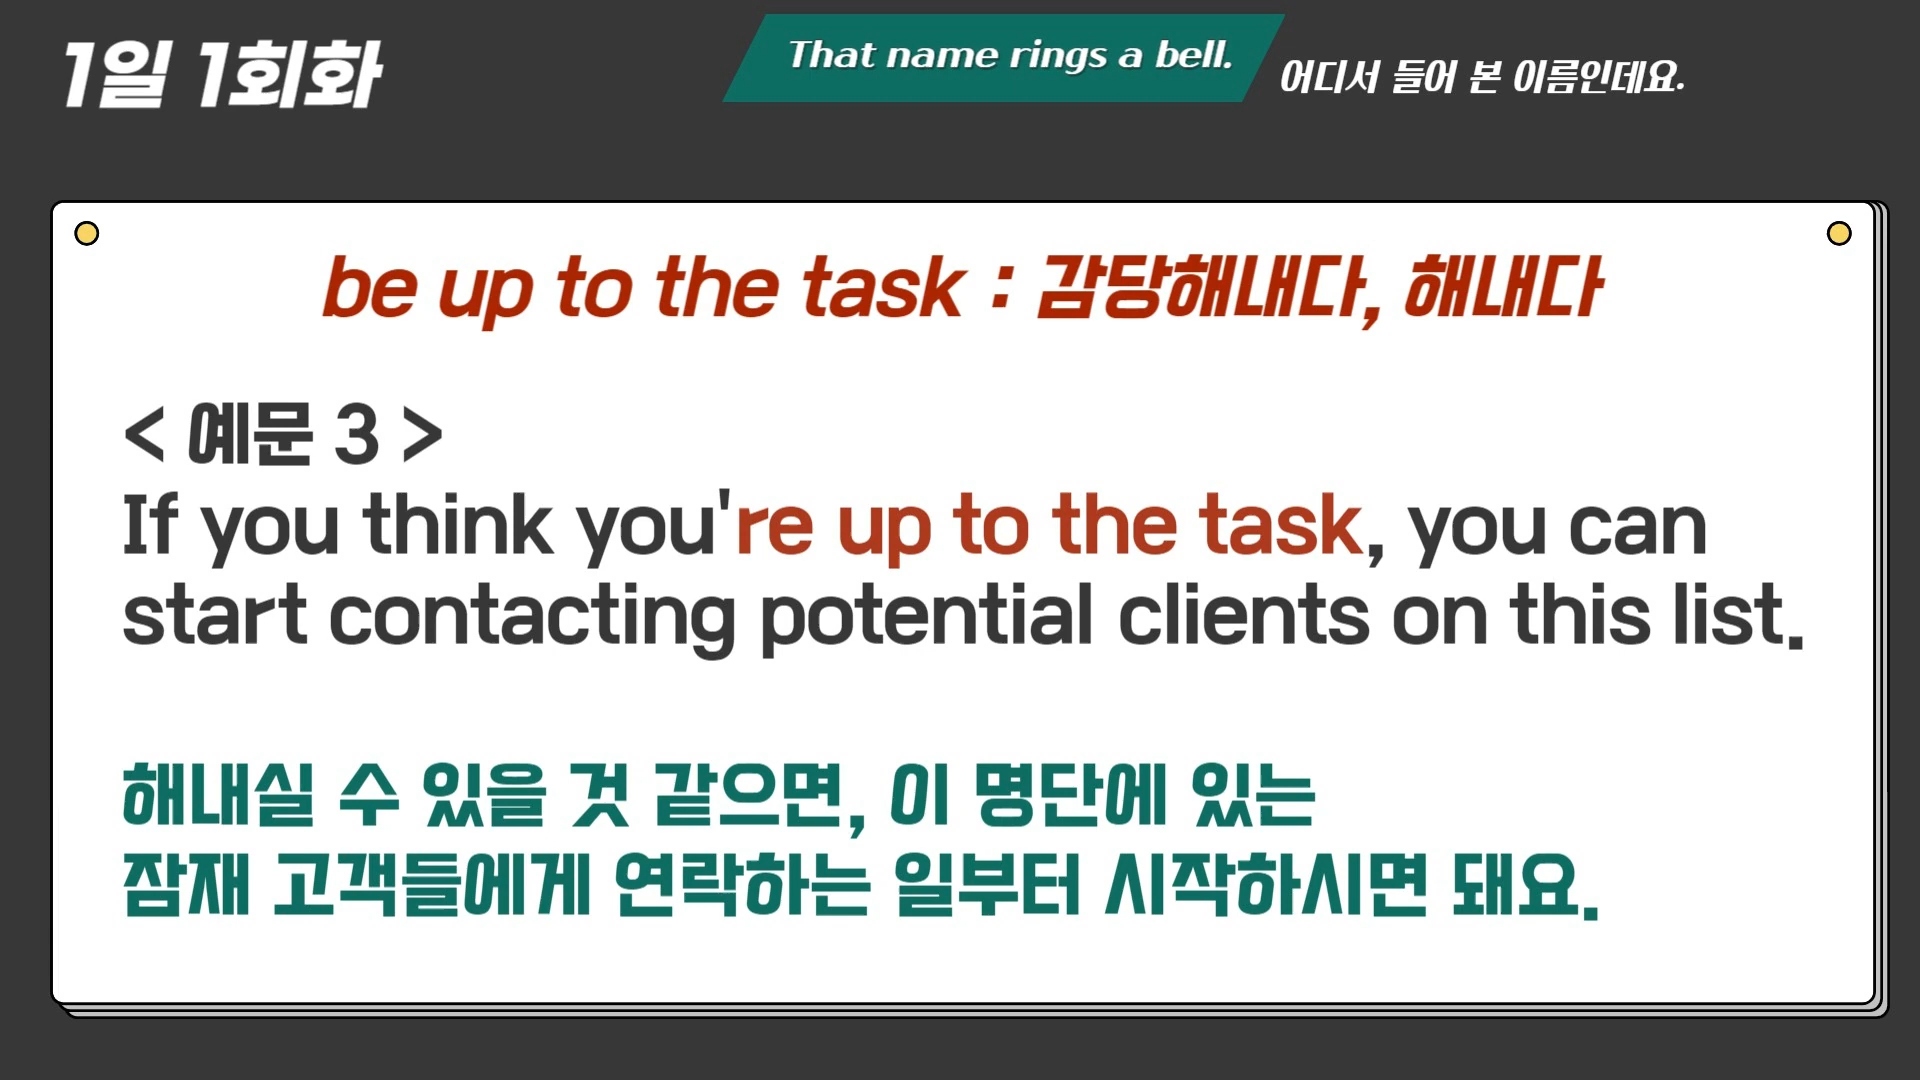 1일 1회화
That name rings a bell.
어디서 들어 본 이름인데요.
be up to the task : 감당해내다, 해내다
< 예문 3 >
If you think you're up to the task, you can
start contacting potential clients on this list.
해내실 수 있을 것 같으면, 이 명단에 있는
잠재 고객들에게 연락하는 일부터 시작하시면 돼요.